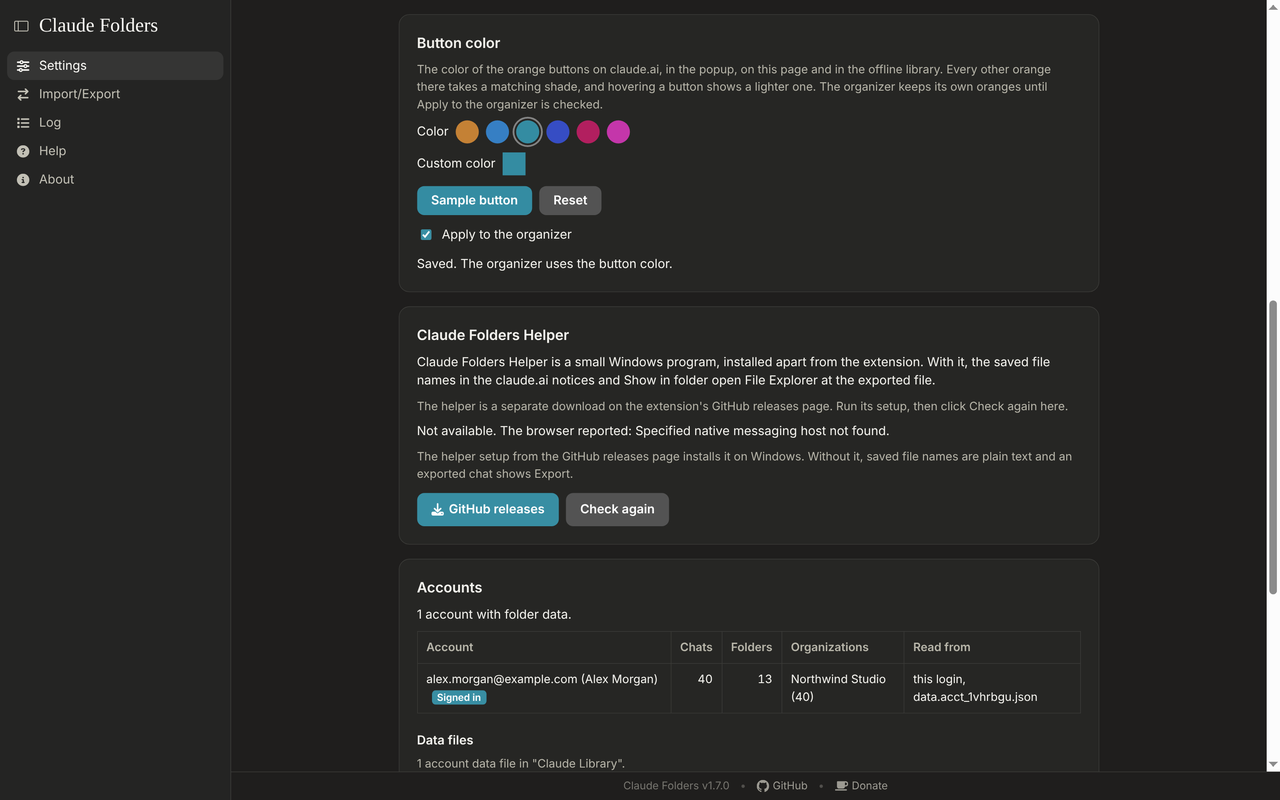 Claude Folders
Settings
Import/Export
Log
Help
About
Button color
The color of the orange buttons on claude.ai, in the popup, on this page and in the offline library. Every other orange
there takes a matching shade, and hovering a button shows a lighter one. The organizer keeps its own oranges until
Apply to the organizer is checked.
Color
Custom color
Sample button
Reset
Apply to the organizer
Saved. The organizer uses the button color.
Claude Folders Helper
Claude Folders Helper is a small Windows program, installed apart from the extension. With it, the saved file
names in the claude.ai notices and Show in folder open File Explorer at the exported file.
The helper is a separate download on the extension's GitHub releases page. Run its setup, then click Check again here.
Not available. The browser reported: Specified native messaging host not found.
The helper setup from the GitHub releases page installs it on Windows. Without it, saved file names are plain text and an
exported chat shows Export.
GitHub releases
Check again
Accounts
1 account with folder data.
Account Chats Folders Organizations Read from
alex.morgan@example.com (Alex Morgan) 40 13 Northwind Studio this login,
Signed in (40) data.acct_1vhrbgu.json
Data files
1 account data file in "Claude Library".
Claude Folders v1.7.0 • GitHub • Donate